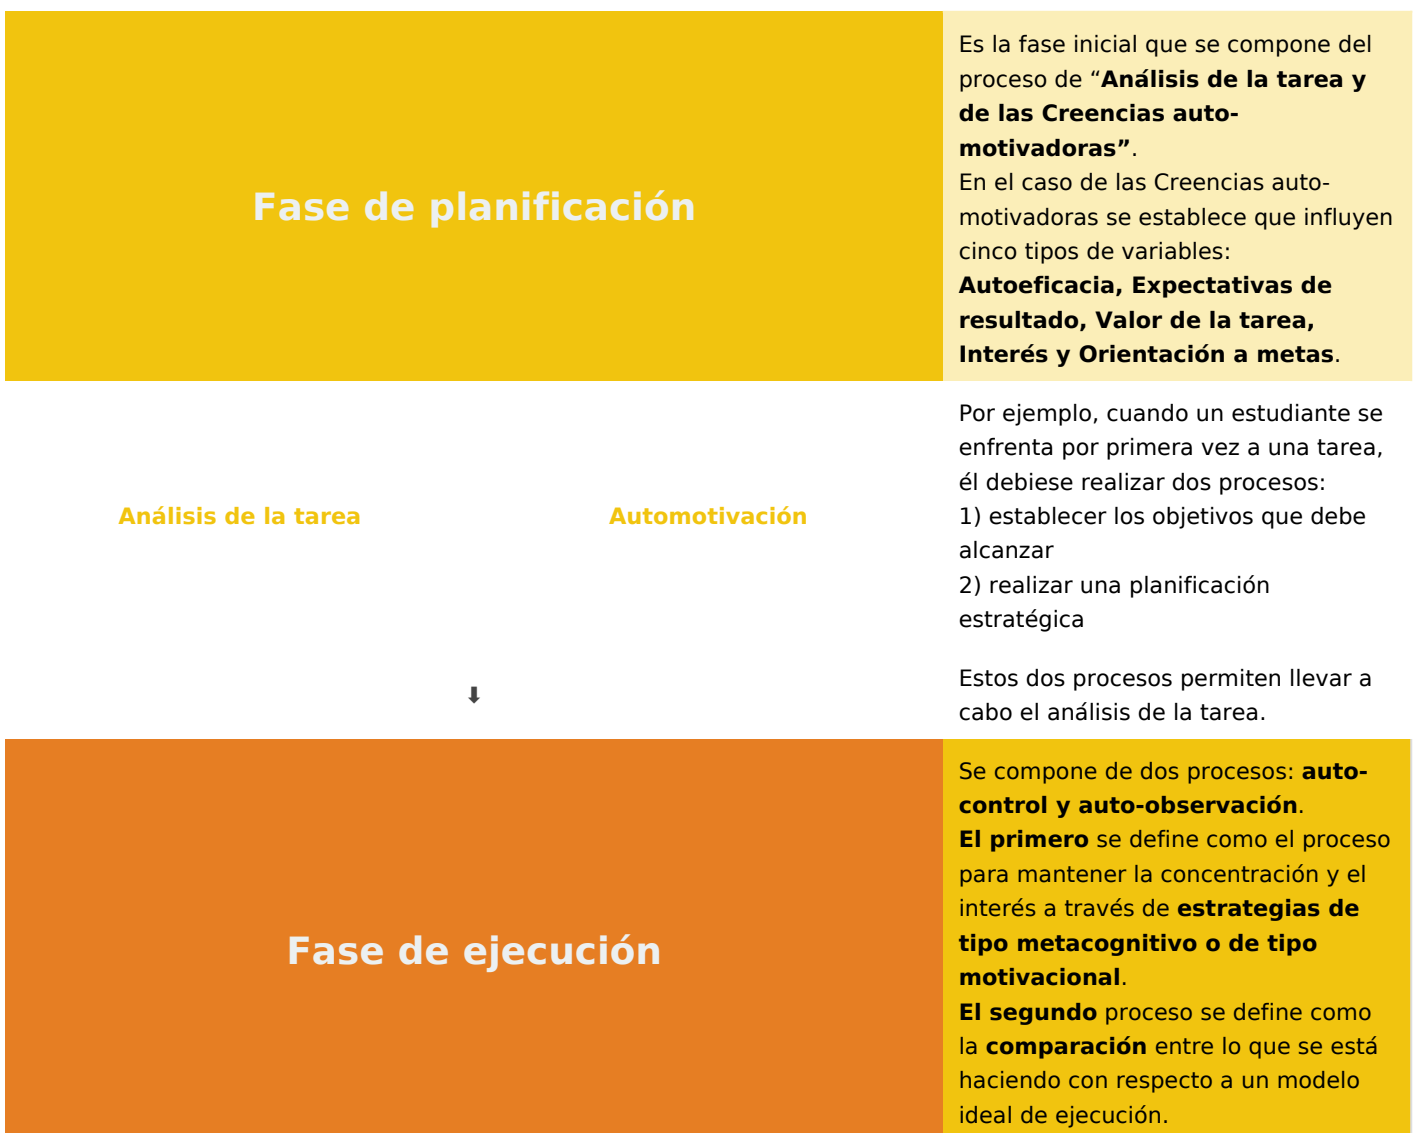 Fase de planificación
Es la fase inicial que se compone del
proceso de “Análisis de la tarea y
de las Creencias auto-
motivadoras”.
En el caso de las Creencias auto-
motivadoras se establece que influyen
cinco tipos de variables:
Autoeficacia, Expectativas de
resultado, Valor de la tarea,
Interés y Orientación a metas.
Análisis de la tarea
Automotivación
Por ejemplo, cuando un estudiante se
enfrenta por primera vez a una tarea,
él debiese realizar dos procesos:
1) establecer los objetivos que debe
alcanzar
2) realizar una planificación
estratégica
⬇
Estos dos procesos permiten llevar a
cabo el análisis de la tarea.
Fase de ejecución
Se compone de dos procesos: auto-
control y auto-observación.
El primero se define como el proceso
para mantener la concentración y el
interés a través de estrategias de
tipo metacognitivo o de tipo
motivacional.
El segundo proceso se define como
la comparación entre lo que se está
haciendo con respecto a un modelo
ideal de ejecución.